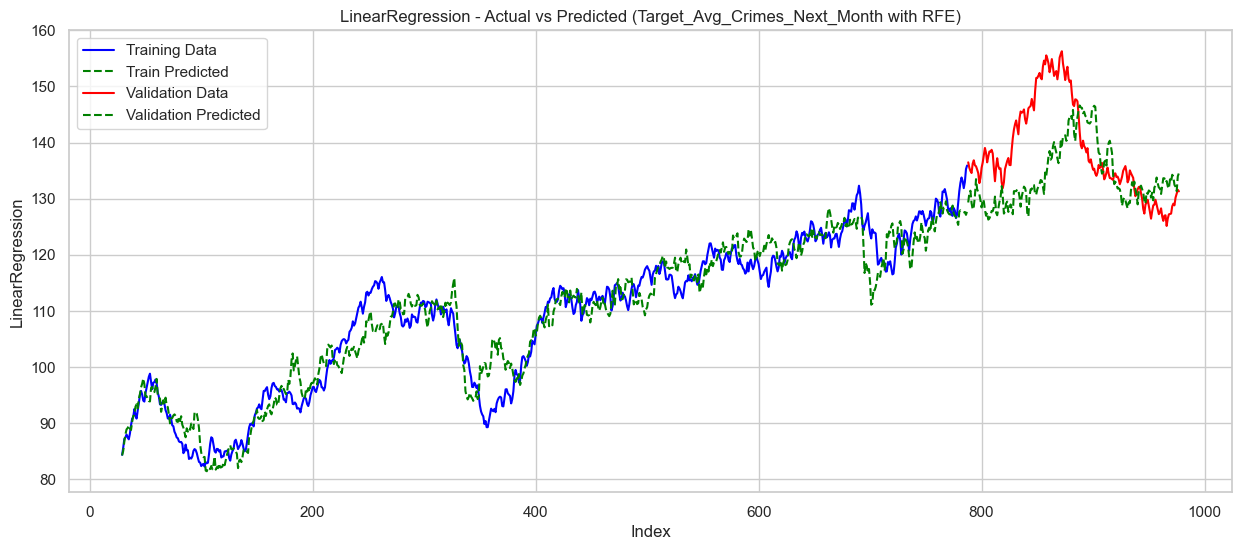 LinearRegression - Actual vs Predicted (Target_Avg_Crimes_Next_Month with RFE)
Training Data
Train Predicted
Validation Data
Validation Predicted
LinearRegression
160
150
140
130
120
110
100
90
80
0 200 400 600 800 1000
Index